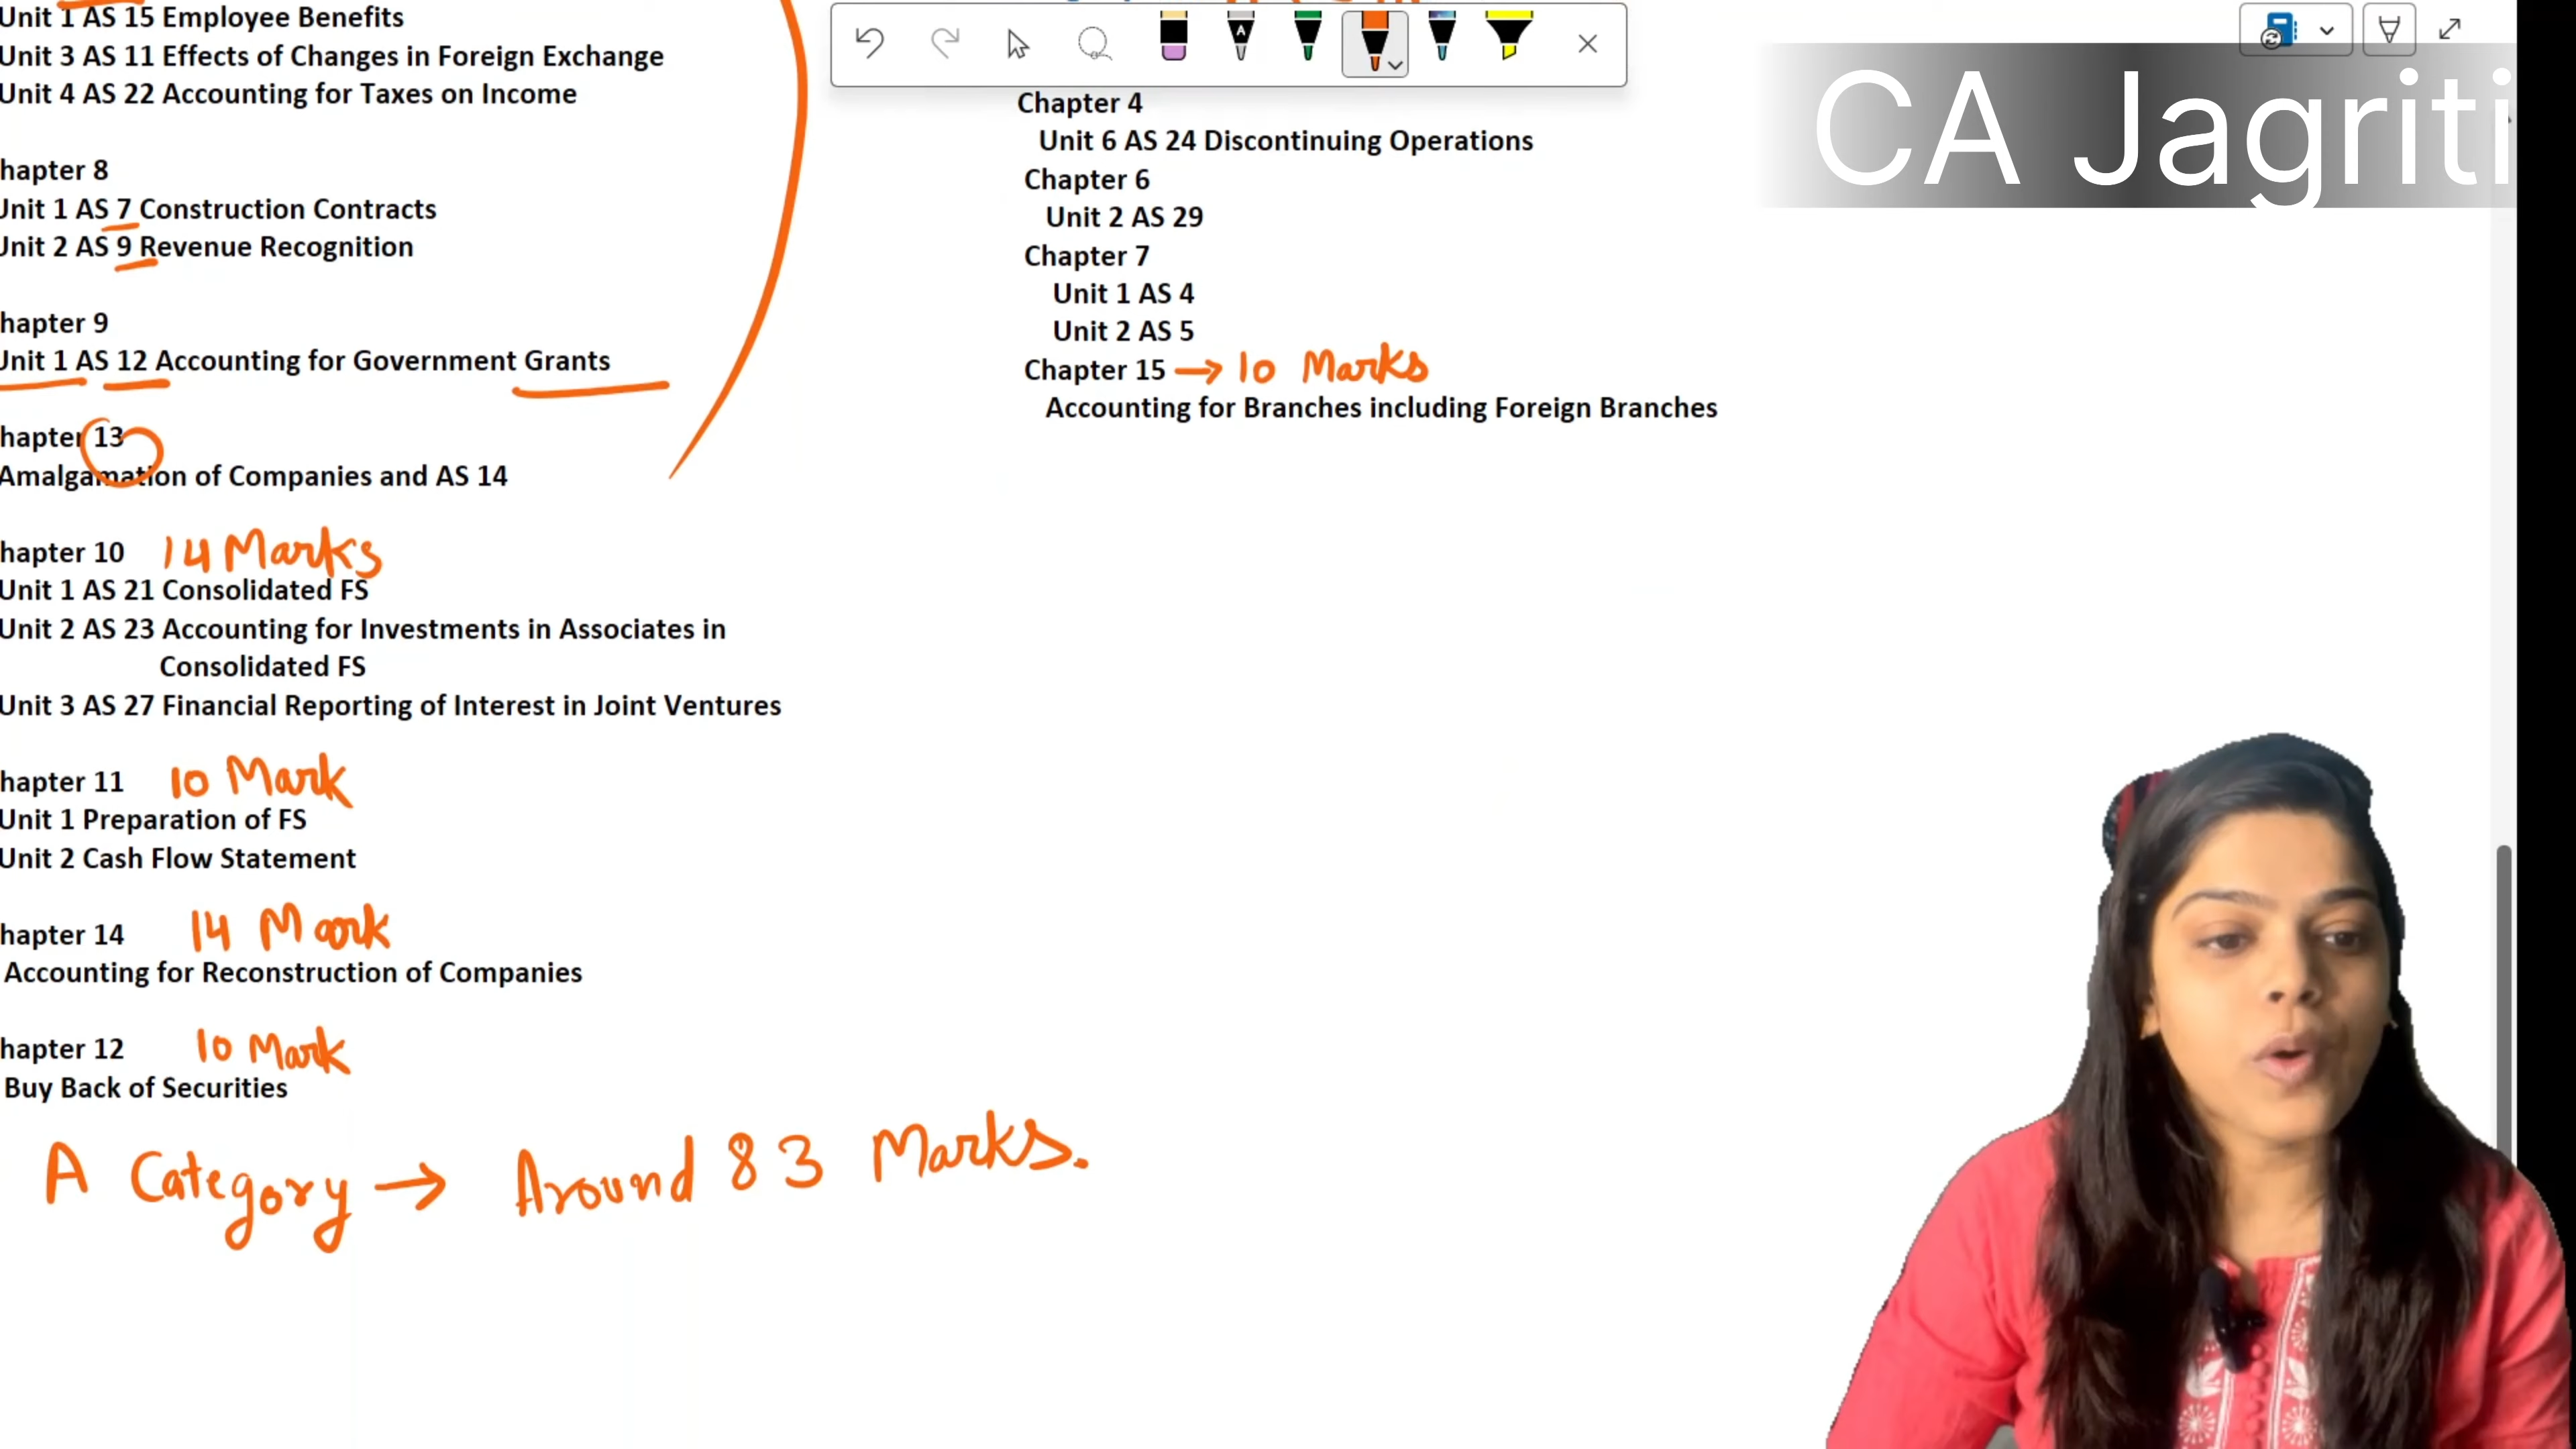 Unit 1 AS 15 Employee Benefits
Unit 3 AS 11 Effects of Changes in Foreign Exchange
Unit 4 AS 22 Accounting for Taxes on Income
hapter 8
Unit 1 AS 7 Construction Contracts
Unit 2 AS 9 Revenue Recognition
hapter 9
Unit 1 AS 12 Accounting for Government Grants
hapter 13
Amalgamation of Companies and AS 14
hapter 10 14 Marks
Unit 1 AS 21 Consolidated FS
Unit 2 AS 23 Accounting for Investments in Associates in
Consolidated FS
Unit 3 AS 27 Financial Reporting of Interest in Joint Ventures
hapter 11 10 Mark
Unit 1 Preparation of FS
Unit 2 Cash Flow Statement
hapter 14 14 Mark
Accounting for Reconstruction of Companies
hapter 12 10 Mark
Buy Back of Securities
A Category → Around 83 Marks.
Chapter 4
Unit 6 AS 24 Discontinuing Operations
Chapter 6
Unit 2 AS 29
Chapter 7
Unit 1 AS 4
Unit 2 AS 5
Chapter 15 → 10 Marks
Accounting for Branches including Foreign Branches
CA Jagriti